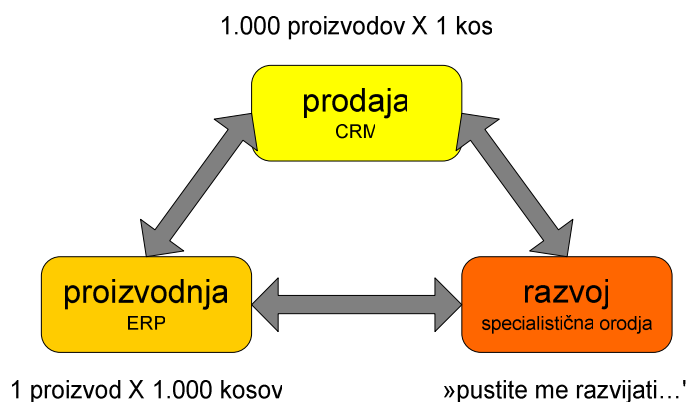 1.000 proizvodov X 1 kos
prodaja
CRM
proizvodnja
ERP
razvoj
specialistična orodja
1 proizvod X 1.000 kosov
»pustite me razvijati…'